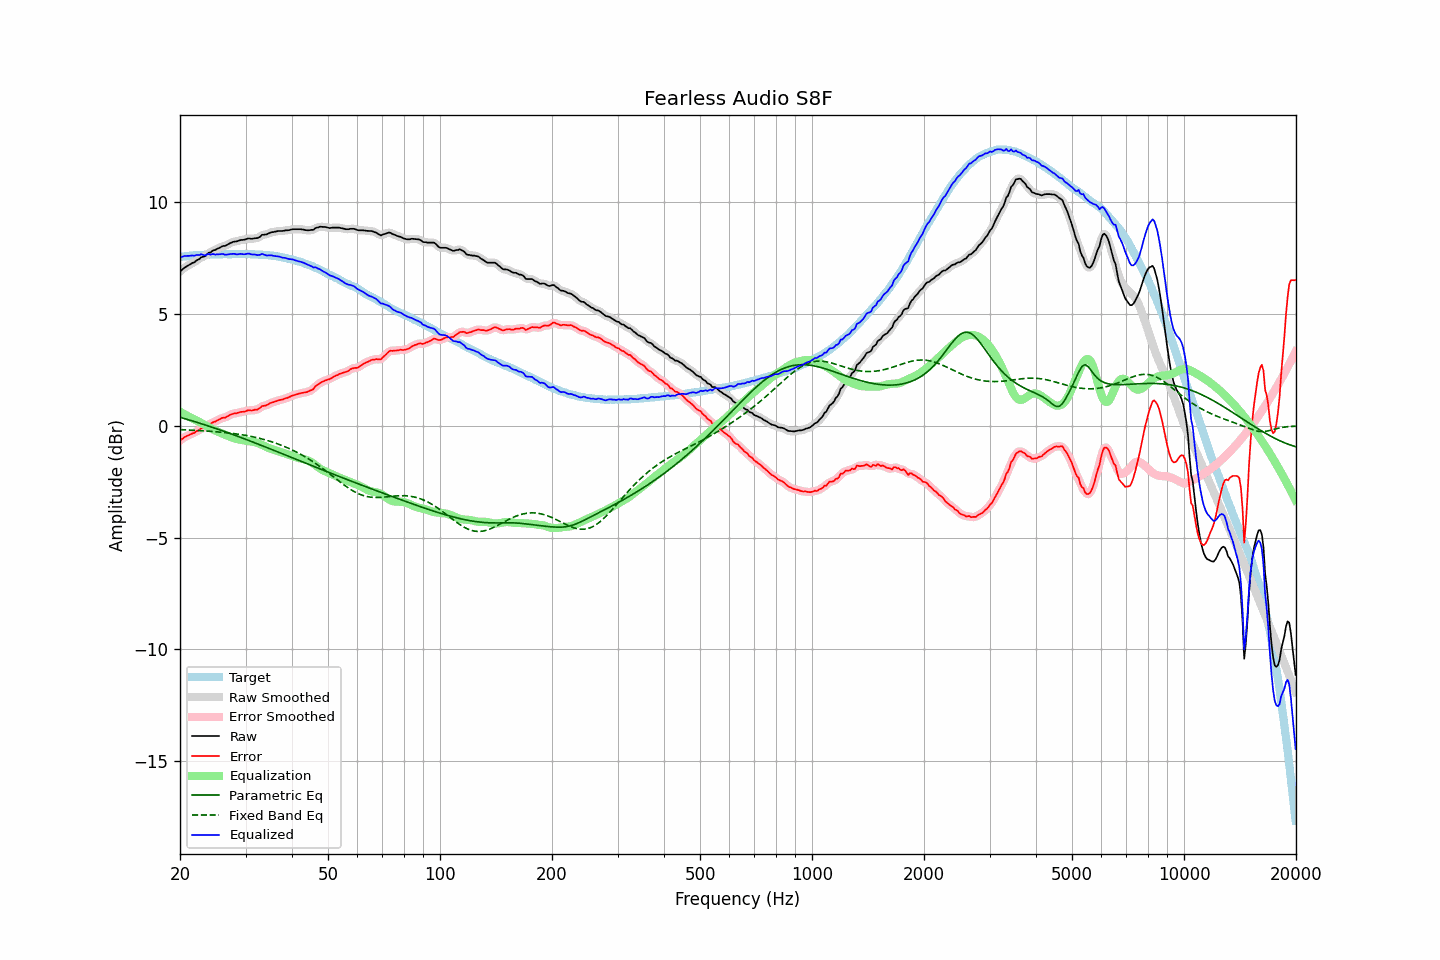 Fearless Audio S8F
Amplitude (dBr)
10
5
0
−5
−10
−15
Target
Raw Smoothed
Error Smoothed
Raw
Error
Equalization
Parametric Eq
Fixed Band Eq
Equalized
20 50 100 200 500 1000 2000 5000 10000 20000
Frequency (Hz)